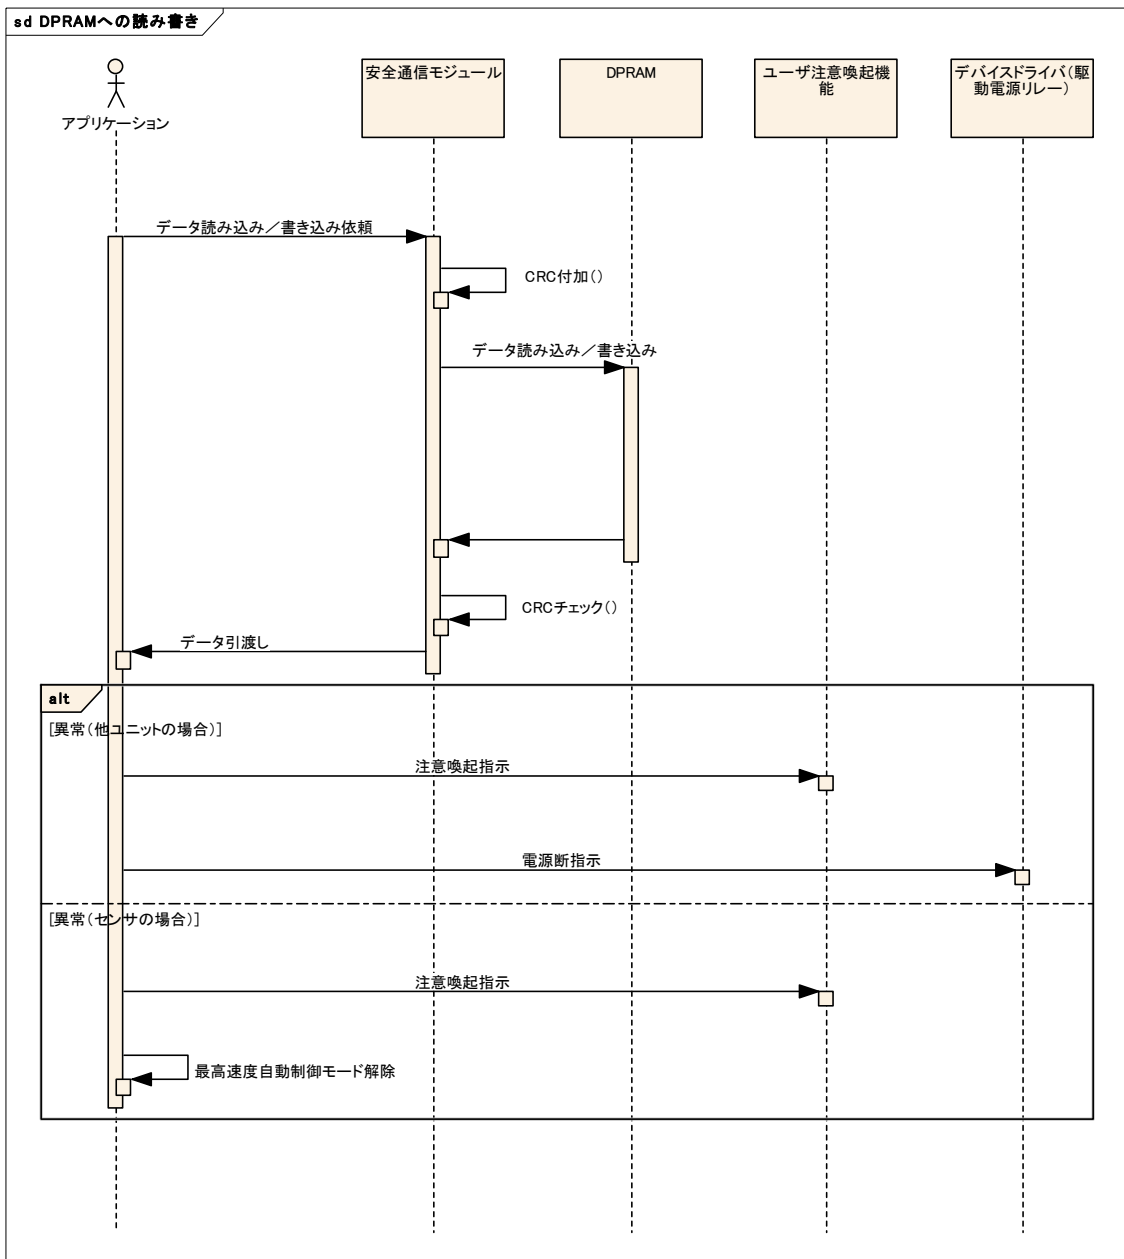 sd DPRAMへの読み書き
アプリケーション
安全通信モジュール
DPRAM
ユーザ注意喚起機
能
デバイスドライバ(駆
動電源リレー)
データ読み込み／書き込み依頼
CRC付加()
データ読み込み／書き込み
CRCチェック()
データ引渡し
alt
[異常(他ユニットの場合)]
注意喚起指示
電源断指示
[異常(センサの場合)]
注意喚起指示
最高速度自動制御モード解除